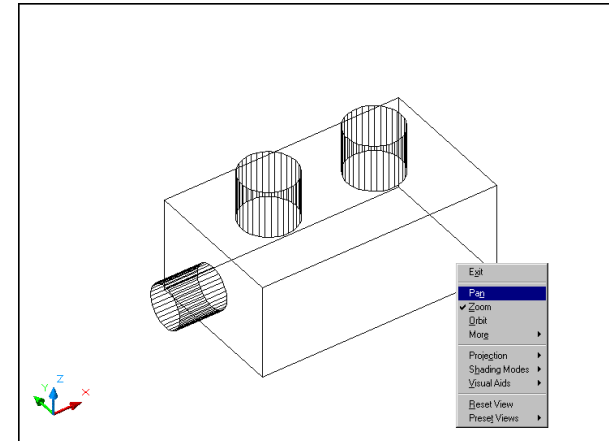 Exit
Pan
Zoom
Orbit
More
Projection
Shading Modes
Visual Aids
Reset View
Preset Views
Z
Y
X